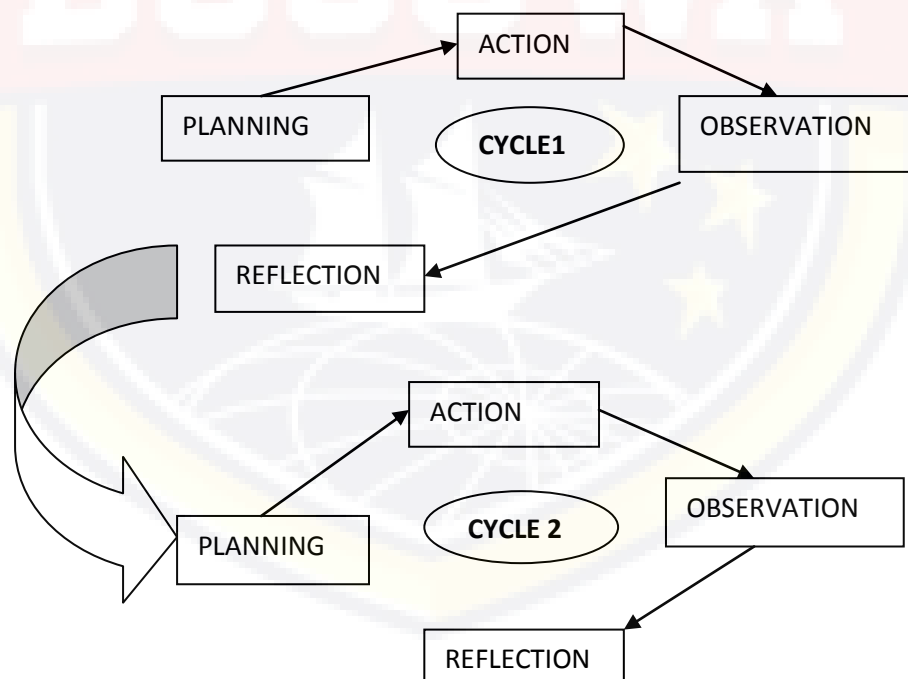 ACTION
PLANNING
CYCLE1
OBSERVATION
REFLECTION
ACTION
PLANNING
CYCLE 2
OBSERVATION
REFLECTION